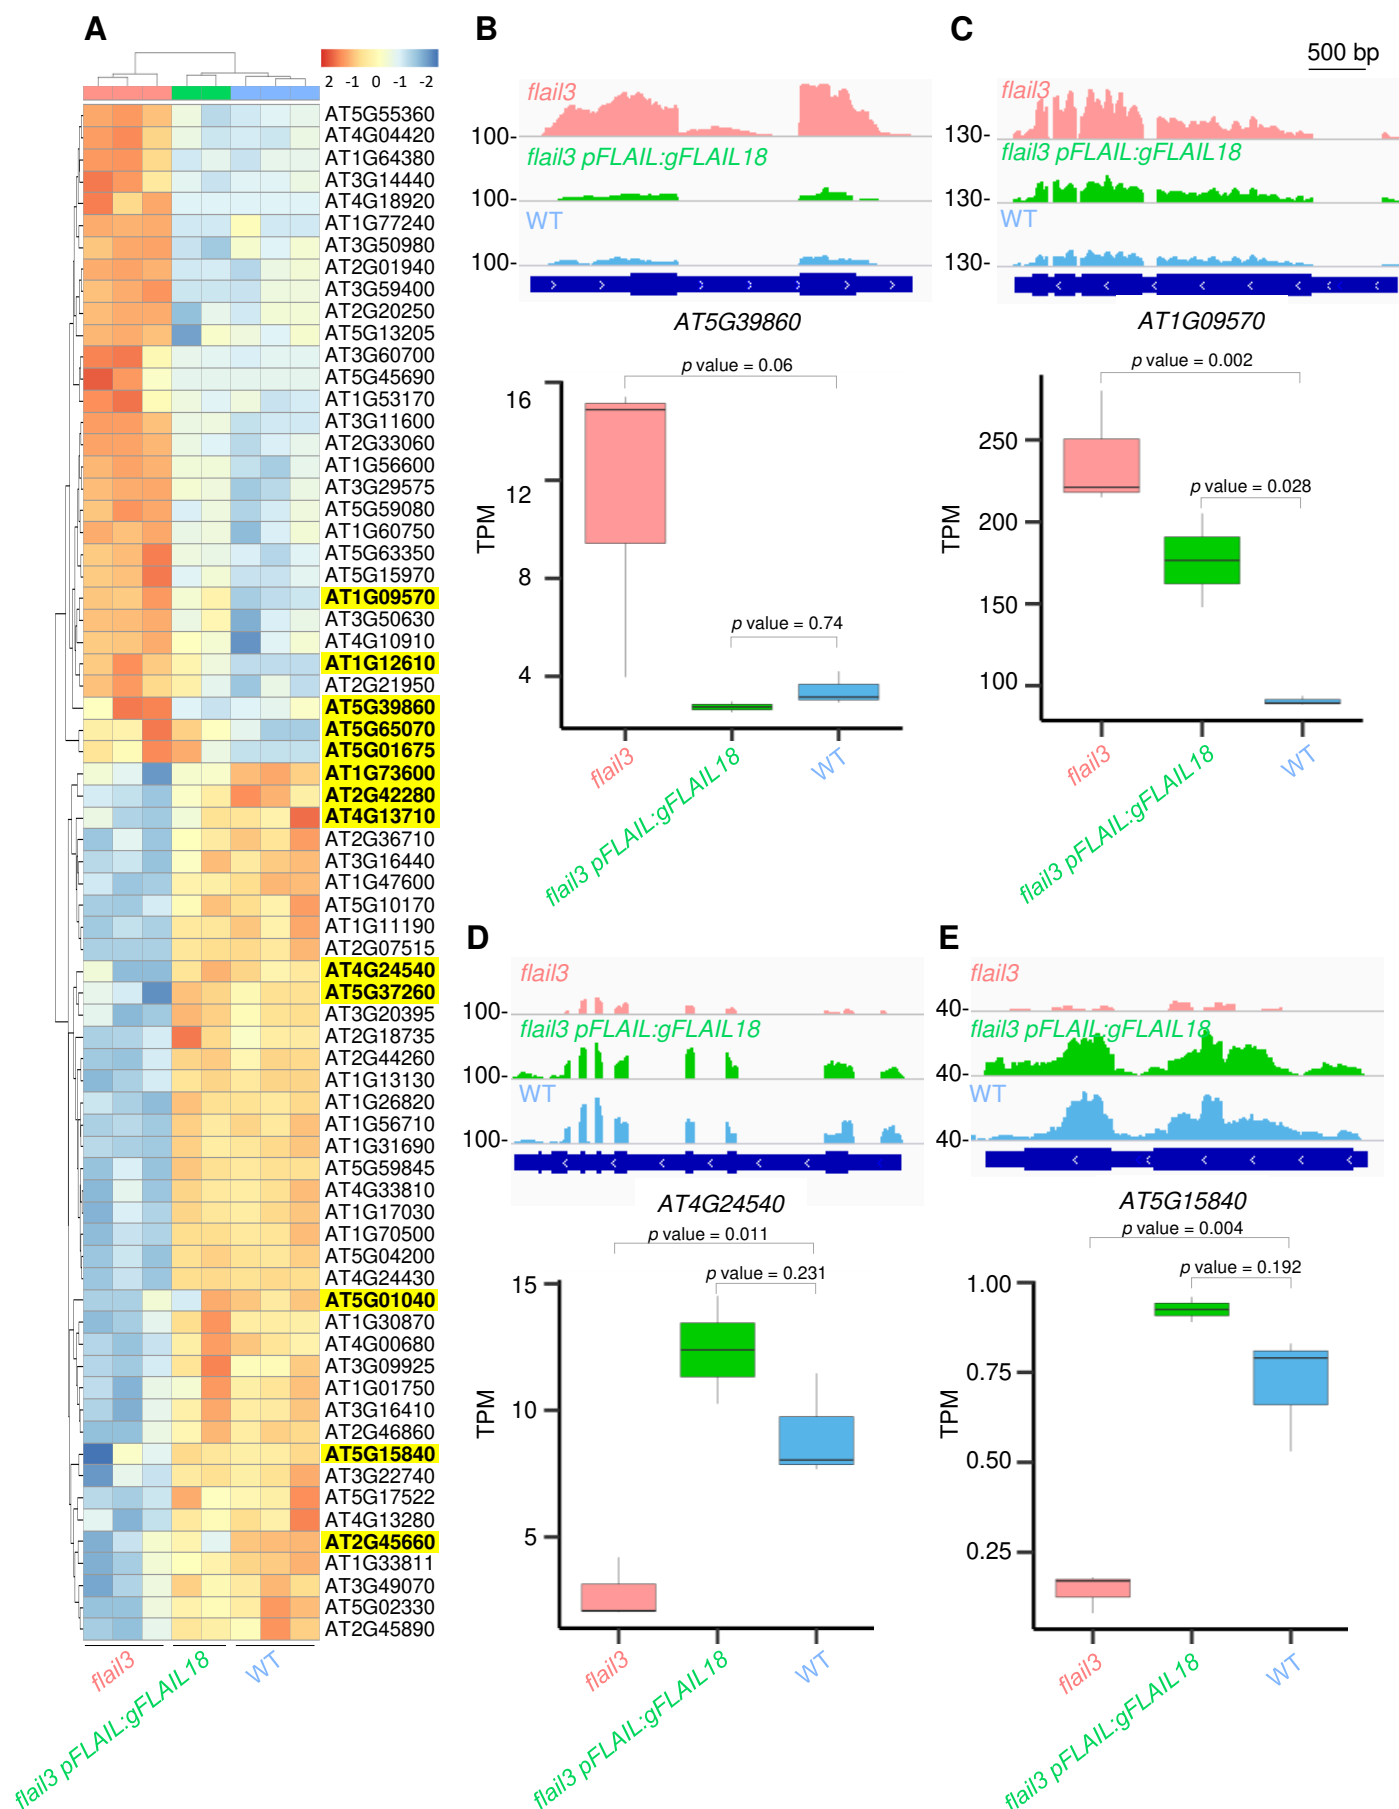 A
2 -1 0 -1 -2
AT5G55360
AT4G04420
AT1G64380
AT3G14440
AT4G18920
AT1G77240
AT3G50980
AT2G01940
AT3G59400
AT2G20250
AT5G13205
AT3G60700
AT5G45690
AT1G53170
AT3G11600
AT2G33060
AT1G56600
AT3G29575
AT5G59080
AT1G60750
AT5G63350
AT5G15970
AT1G09570
AT3G50630
AT4G10910
AT1G12610
AT2G21950
AT5G39860
AT5G65070
AT5G01675
AT1G73600
AT2G42280
AT4G13710
AT2G36710
AT3G16440
AT1G47600
AT5G10170
AT1G11190
AT2G07515
AT4G24540
AT5G37260
AT3G20395
AT2G18735
AT2G44260
AT1G13130
AT1G26820
AT1G56710
AT1G31690
AT5G59845
AT4G33810
AT1G17030
AT1G70500
AT5G04200
AT4G24430
AT5G01040
AT1G30870
AT4G00680
AT3G09925
AT1G01750
AT3G16410
AT2G46860
AT5G15840
AT3G22740
AT5G17522
AT4G13280
AT2G45660
AT1G33811
AT3G49070
AT5G02330
AT2G45890
flail3
flail3 pFLAIL:gFLAIL18
WT
B
flail3
100-
flail3 pFLAIL:gFLAIL18
100-
WT
100-
AT5G39860
p value = 0.06
p value = 0.74
TPM
16
12
8
4
flail3
flail3 pFLAIL:gFLAIL18
WT
C
500 bp
flail3
130-
flail3 pFLAIL:gFLAIL18
130-
WT
130-
AT1G09570
p value = 0.002
p value = 0.028
TPM
250
200
150
100
flail3
flail3 pFLAIL:gFLAIL18
WT
D
flail3
100-
flail3 pFLAIL:gFLAIL18
100-
WT
100-
AT4G24540
p value = 0.011
p value = 0.231
TPM
15
10
5
flail3
flail3 pFLAIL:gFLAIL18
WT
E
flail3
40-
flail3 pFLAIL:gFLAIL18
40-
WT
40-
AT5G15840
p value = 0.004
p value = 0.192
TPM
1.00
0.75
0.50
0.25
flail3
flail3 pFLAIL:gFLAIL18
WT